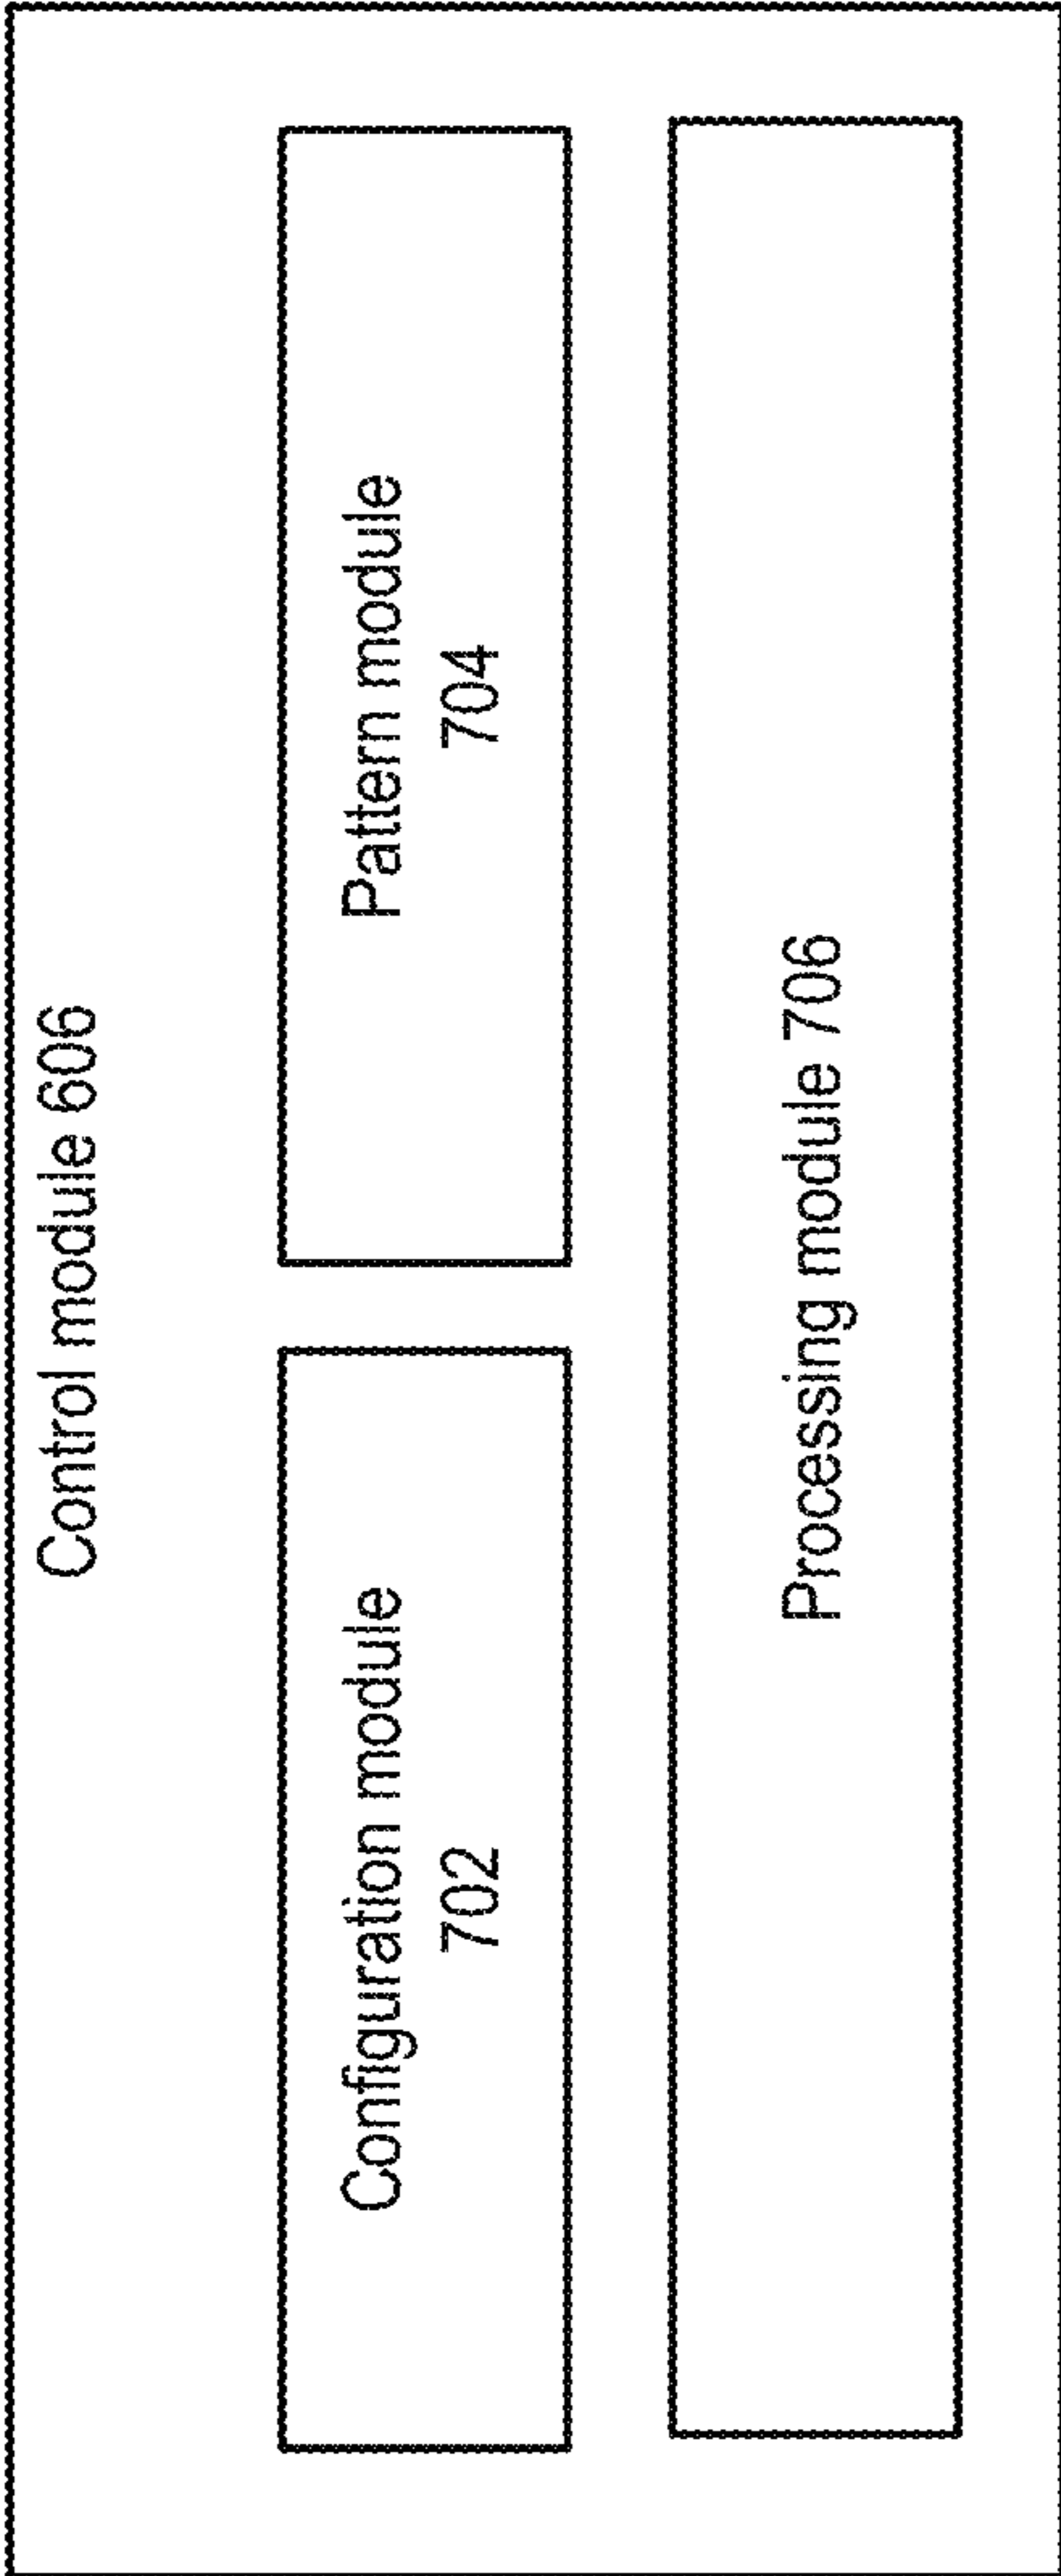 Control module 606
Configuration module
702
Pattern module
704
Processing module 706